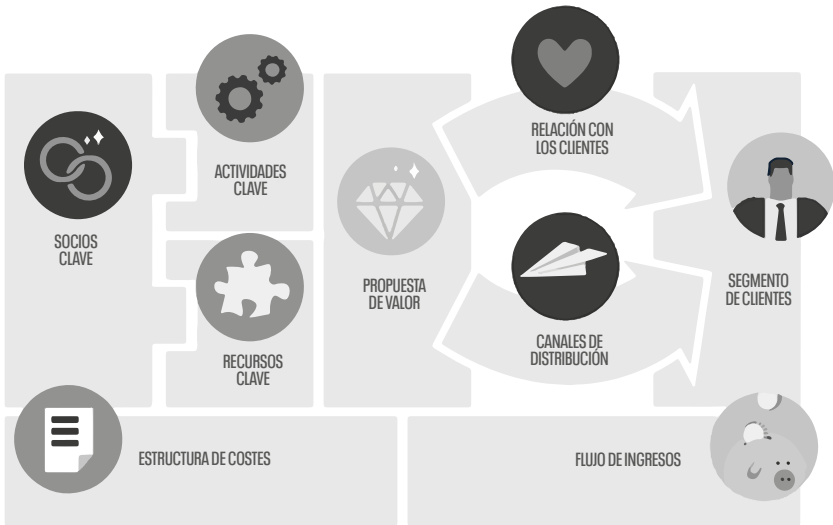 SOCIOS
CLAVE
ACTIVIDADES
CLAVE
RECURSOS
CLAVE
PROPUESTA
DE VALOR
RELACIÓN CON
LOS CLIENTES
CANALES DE
DISTRIBUCIÓN
SEGMENTO
DE CLIENTES
ESTRUCTURA DE COSTES
FLUJO DE INGRESOS